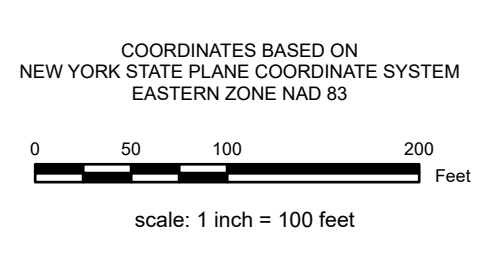 COORDINATES BASED ON
NEW YORK STATE PLANE COORDINATE SYSTEM
EASTERN ZONE NAD 83
0 50 100 200
Feet
scale: 1 inch = 100 feet